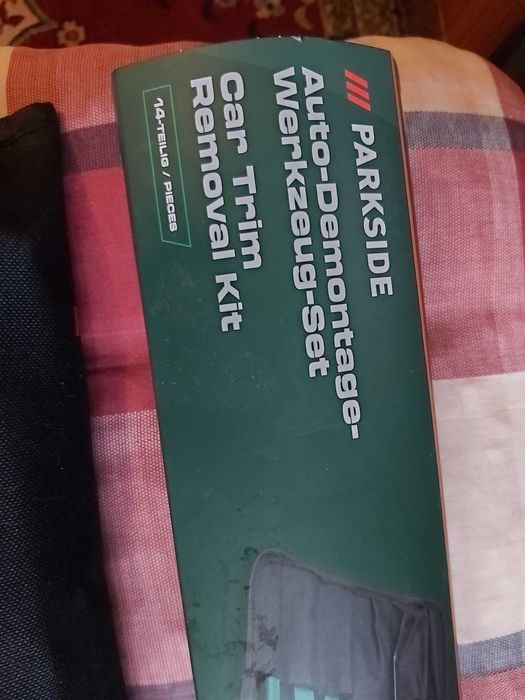 PARKSIDE
Auto-Demontage-
Werkzeug-Set
Car Trim
Removal Kit
14-TEILIG / PIECES